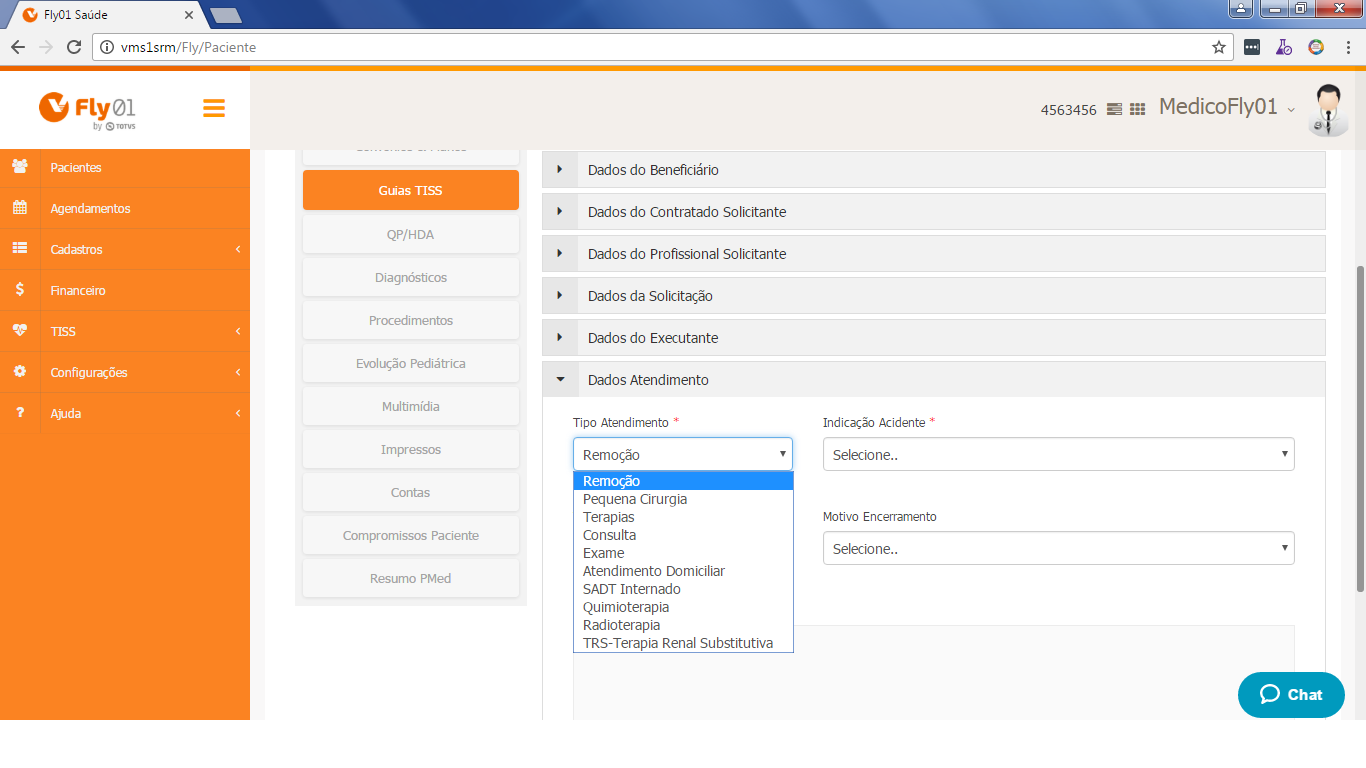 Fly01 Saúde
vms1srm/Fly/Paciente
Fly01
by TOTVS
4563456
MedicoFly01
Pacientes
Agendamentos
Cadastros
Financeiro
TISS
Configurações
Ajuda
Guias TISS
QP/HDA
Diagnósticos
Procedimentos
Evolução Pediátrica
Multimídia
Impressos
Contas
Compromissos Paciente
Resumo PMed
Dados do Beneficiário
Dados do Contratado Solicitante
Dados do Profissional Solicitante
Dados da Solicitação
Dados do Executante
Dados Atendimento
Tipo Atendimento *
Remoção
Remoção
Pequena Cirurgia
Terapias
Consulta
Exame
Atendimento Domiciliar
SADT Internado
Quimioterapia
Radioterapia
TRS-Terapia Renal Substitutiva
Indicação Acidente *
Selecione..
Motivo Encerramento
Selecione..
Chat